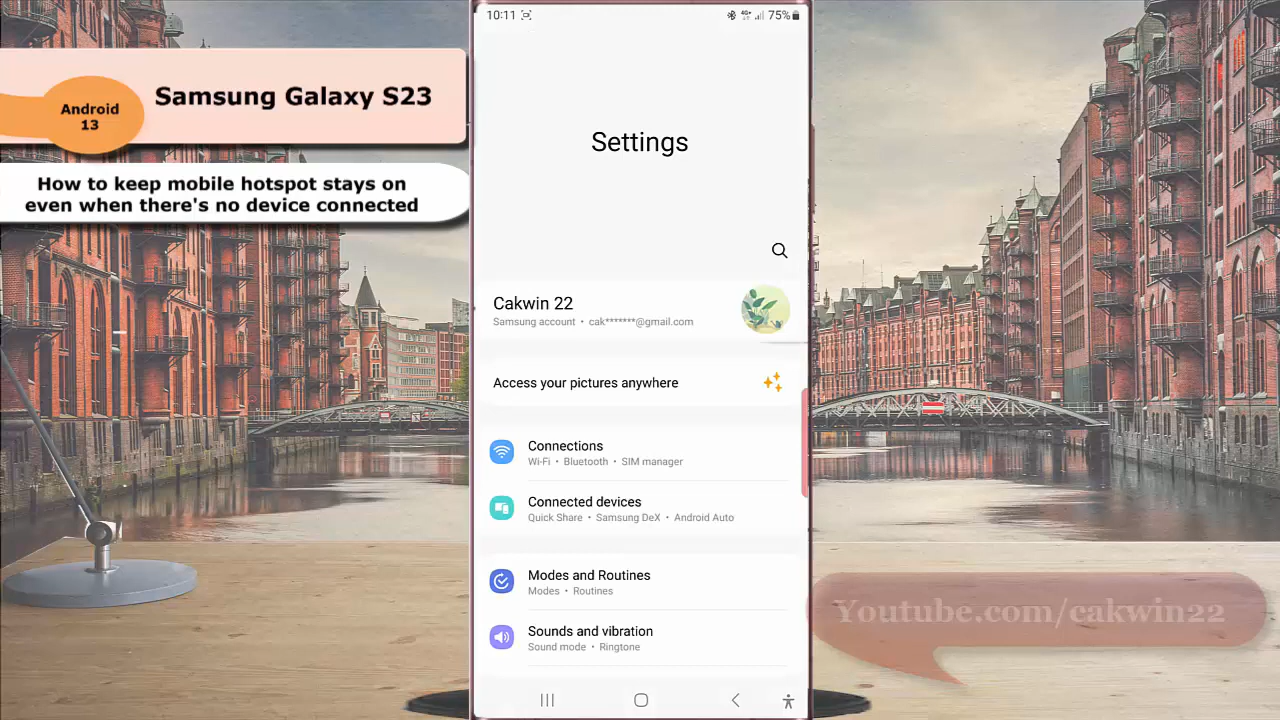 10:11
75%
Android
13
Samsung Galaxy S23
How to keep mobile hotspot stays on
even when there's no device connected
Settings
Cakwin 22
Samsung account • cak*******@gmail.com
Access your pictures anywhere
Connections
Wi-Fi • Bluetooth • SIM manager
Connected devices
Quick Share • Samsung DeX • Android Auto
Modes and Routines
Modes • Routines
Sounds and vibration
Sound mode • Ringtone
Youtube.com/cakwin22